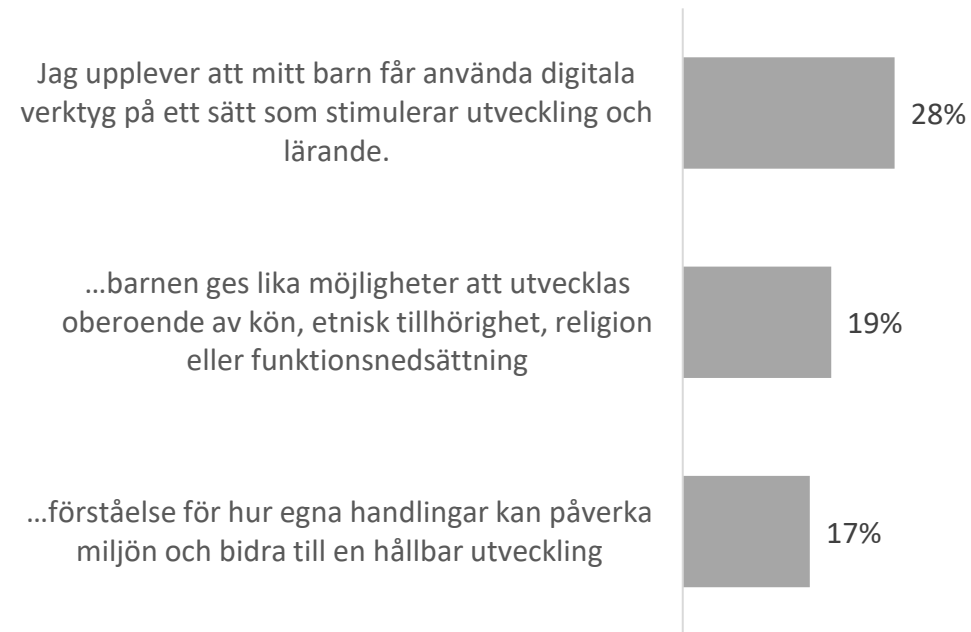 Jag upplever att mitt barn får använda digitala
verktyg på ett sätt som stimulerar utveckling och
lärande.
28%
…barnen ges lika möjligheter att utvecklas
oberoende av kön, etnisk tillhörighet, religion
eller funktionsnedsättning
19%
…förståelse för hur egna handlingar kan påverka
miljön och bidra till en hållbar utveckling
17%